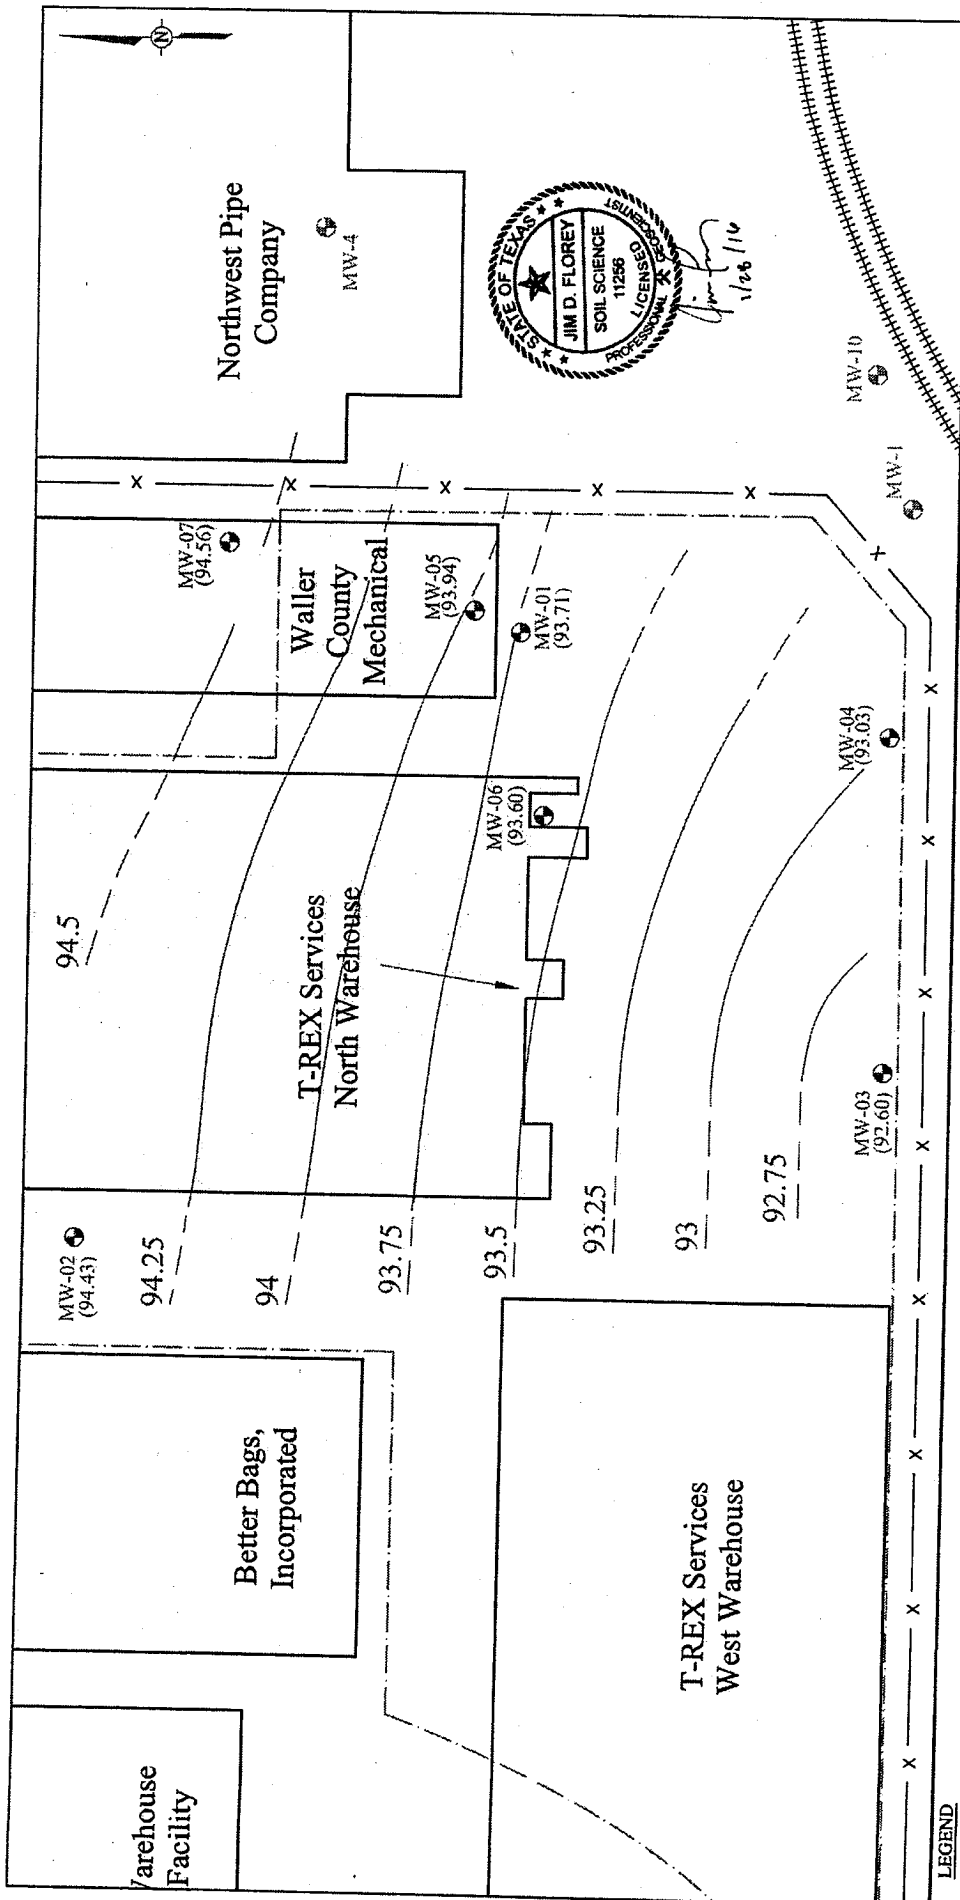 N
Northwest Pipe
Company
MW-4
STATE OF TEXAS
JIM D. FLOREY
SOIL SCIENCE
11256
LICENSED
PROFESSIONAL GEOSCIENTIST
1/28/16
MW-10
MW-1
X
X
X
X
X
X
MW-07
(94.56)
Waller
County
Mechanical
MW-05
(93.94)
MW-01
(93.71)
94.5
T-REX Services
North Warehouse
MW-06
(93.60)
MW-04
(93.03)
MW-02
(94.43)
94.25
94
93.75
93.5
93.25
93
92.75
MW-03
(92.60)
X
X
X
X
X
X
X
X
Better Bags,
Incorporated
T-REX Services
West Warehouse
arehouse
Facility
LEGEND